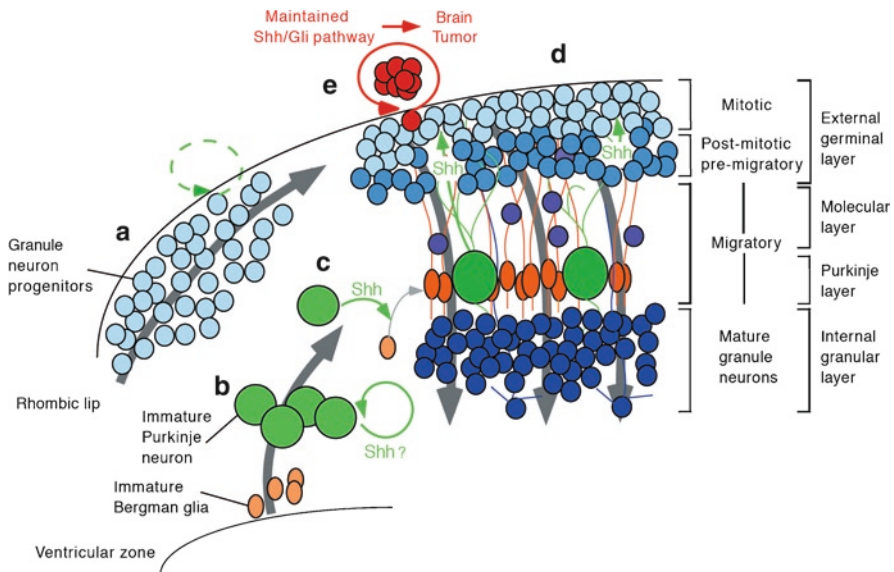 Maintained
Shh/Gli pathway
Brain
Tumor
e
d
Mitotic
Post-mitotic
pre-migratory
External
germinal
layer
Shh
Shh
a
Granule
neuron
progenitors
Migratory
Molecular
layer
Purkinje
layer
c
Shh
Mature
granule
neurons
Internal
granular
layer
Rhombic lip
b
Immature
Purkinje
neuron
Shh ?
Immature
Bergman glia
Ventricular zone